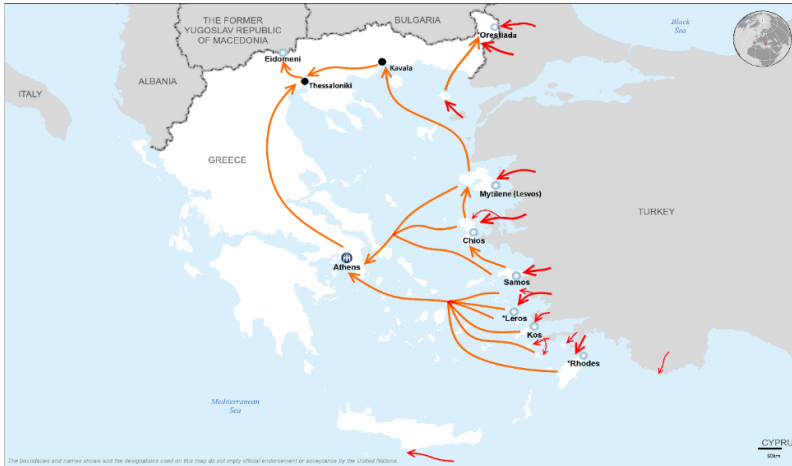 THE FORMER
YUGOSLAV REPUBLIC
OF MACEDONIA
BULGARIA
Black
Sea
*Orestiada
Eidomeni
Kavala
ALBANIA
Thessaloniki
ITALY
GREECE
Mytilene (Lesvos)
TURKEY
Chios
Athens
Samos
*Leros
Kos
*Rhodes
Mediterranean
Sea
CYPRU
50km
The boundaries and names shown and the designations used on this map do not imply official endorsement or acceptance by the United Nations.